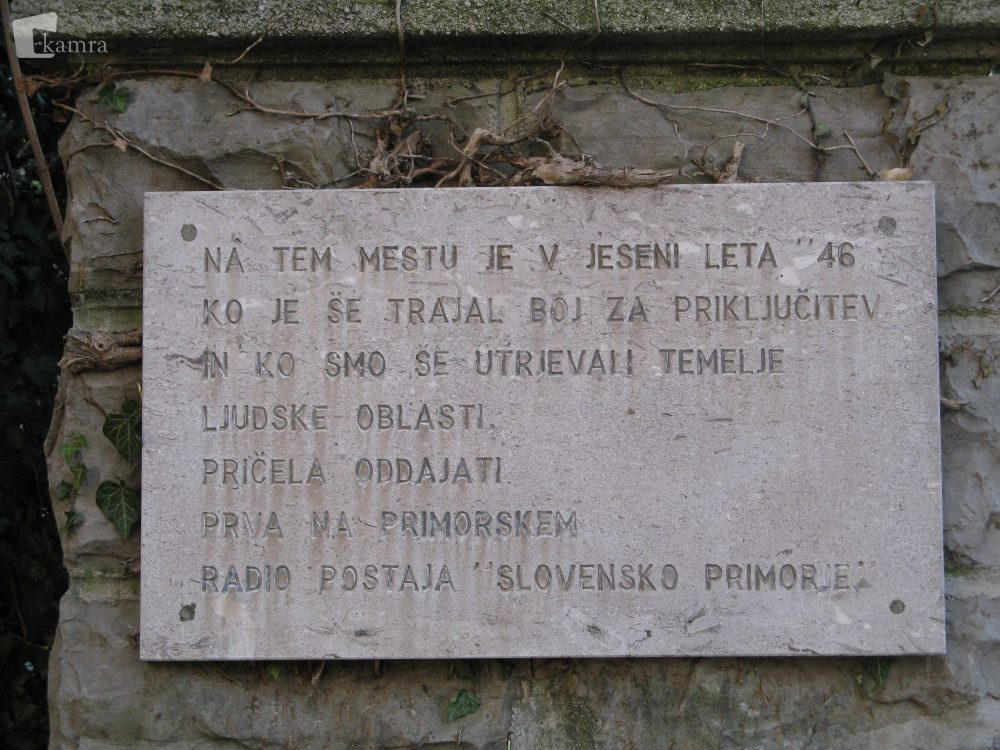 kamra
NA TEM MESTU JE V JESENI LETA "46
KO JE ŠE TRAJAL BOJ ZA PRIKLJUČITEV
IN KO SMO ŠE UTRJEVALI TEMELJE
LJUDSKE OBLASTI,
PRIČELA ODDAJATI
PRVA NA PRIMORSKEM
RADIO POSTAJA "SLOVENSKO PRIMORJE"